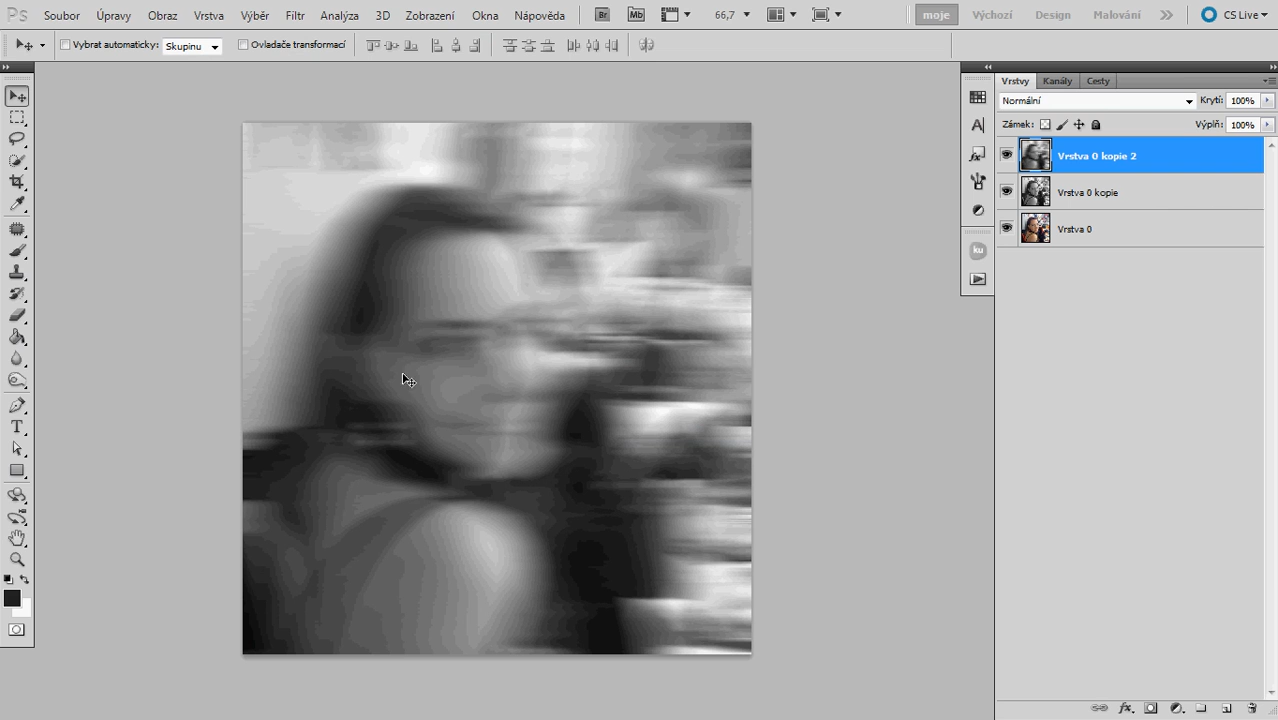 Ps Soubor Úpravy Obraz Vrstva Výběr Filtr Analýza 3D Zobrazení Okna Nápověda Br Mb 66,7 moje Výchozí Design Malování CS Live
Vybrat automaticky: Skupinu Ovladače transformací
Vrstvy Kanály Cesty
Normální Krytí: 100%
Zámek: Výplň: 100%
Vrstva 0 kopie 2
Vrstva 0 kopie
Vrstva 0
ku